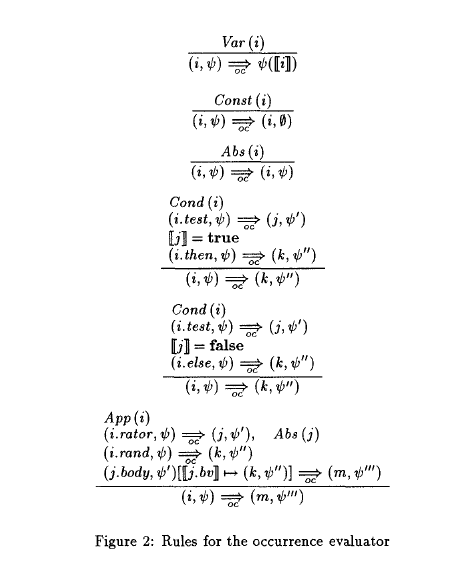 Var (i)
(i, ψ) ⟹oc ψ(⟦i⟧)
Const (i)
(i, ψ) ⟹oc (i, ∅)
Abs (i)
(i, ψ) ⟹oc (i, ψ)
Cond (i)
(i.test, ψ) ⟹oc (j, ψ′)
⟦j⟧ = true
(i.then, ψ) ⟹oc (k, ψ″)
(i, ψ) ⟹oc (k, ψ″)
Cond (i)
(i.test, ψ) ⟹oc (j, ψ′)
⟦j⟧ = false
(i.else, ψ) ⟹oc (k, ψ″)
(i, ψ) ⟹oc (k, ψ″)
App (i)
(i.rator, ψ) ⟹oc (j, ψ′), Abs (j)
(i.rand, ψ) ⟹oc (k, ψ″)
(j.body, ψ′)[⟦j.bv⟧ ↦ (k, ψ″)] ⟹oc (m, ψ‴)
(i, ψ) ⟹oc (m, ψ‴)
Figure 2: Rules for the occurrence evaluator